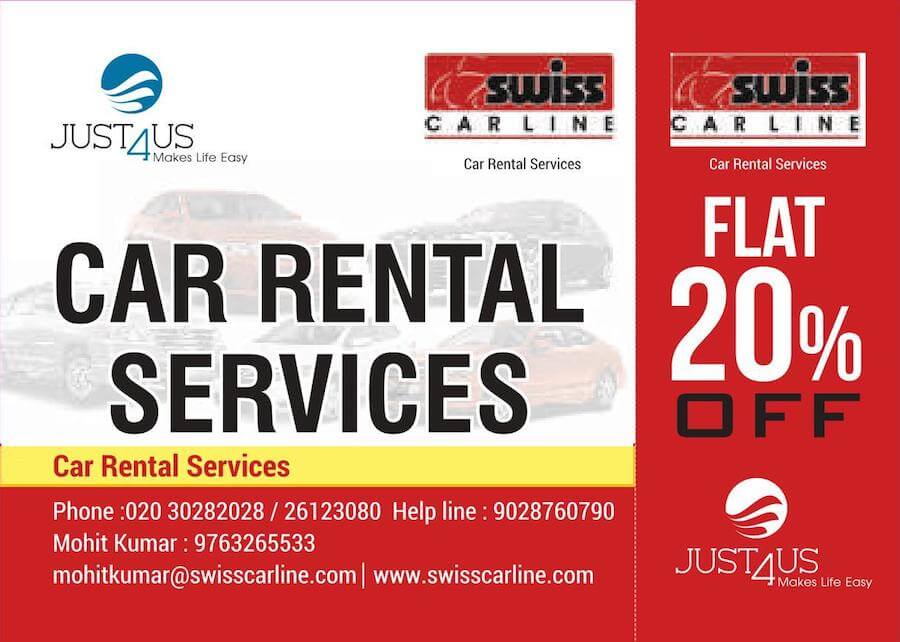 JUST4US
Makes Life Easy
swiss
CAR LINE
Car Rental Services
CAR RENTAL
SERVICES
Car Rental Services
Phone :020 30282028 / 26123080 Help line : 9028760790
Mohit Kumar : 9763265533
mohitkumar@swisscarline.com | www.swisscarline.com
swiss
CAR LINE
Car Rental Services
FLAT
20%
OFF
JUST4US
Makes Life Easy